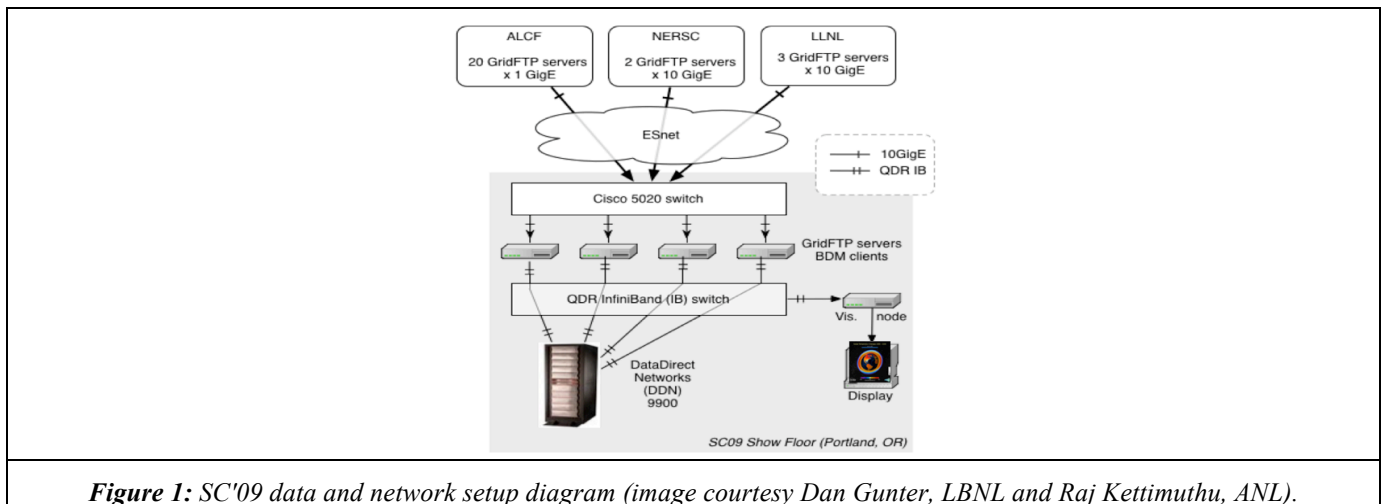 ALCF
20 GridFTP servers
x 1 GigE
NERSC
2 GridFTP servers
x 10 GigE
LLNL
3 GridFTP servers
x 10 GigE
ESnet
10GigE
QDR IB
Cisco 5020 switch
GridFTP servers
BDM clients
QDR InfiniBand (IB) switch
Vis. node
DataDirect
Networks
(DDN)
9900
Display
SC09 Show Floor (Portland, OR)
Figure 1: SC'09 data and network setup diagram (image courtesy Dan Gunter, LBNL and Raj Kettimuthu, ANL).